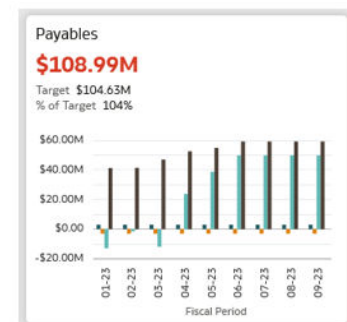 Payables
$108.99M
Target $104.63M
% of Target 104%
$60.00M
$40.00M
$20.00M
$0.00
-$20.00M
01-23
02-23
03-23
04-23
05-23
06-23
07-23
08-23
09-23
Fiscal Period